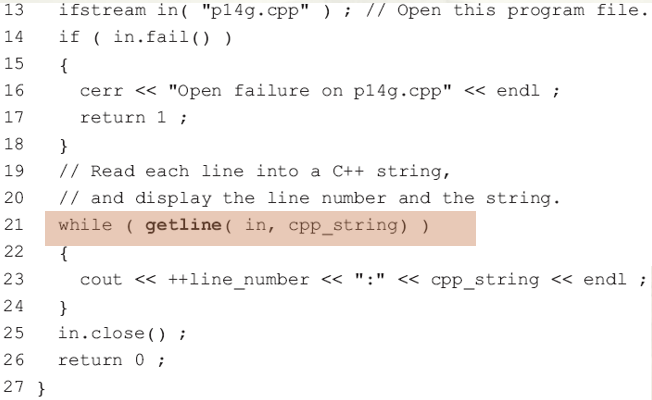 13 ifstream in( "p14g.cpp" ) ; // Open this program file.
14 if ( in.fail() )
15 {
16 cerr << "Open failure on p14g.cpp" << endl ;
17 return 1 ;
18 }
19 // Read each line into a C++ string,
20 // and display the line number and the string.
21 while ( getline( in, cpp_string) )
22 {
23 cout << ++line_number << ":" << cpp_string << endl ;
24 }
25 in.close() ;
26 return 0 ;
27 }